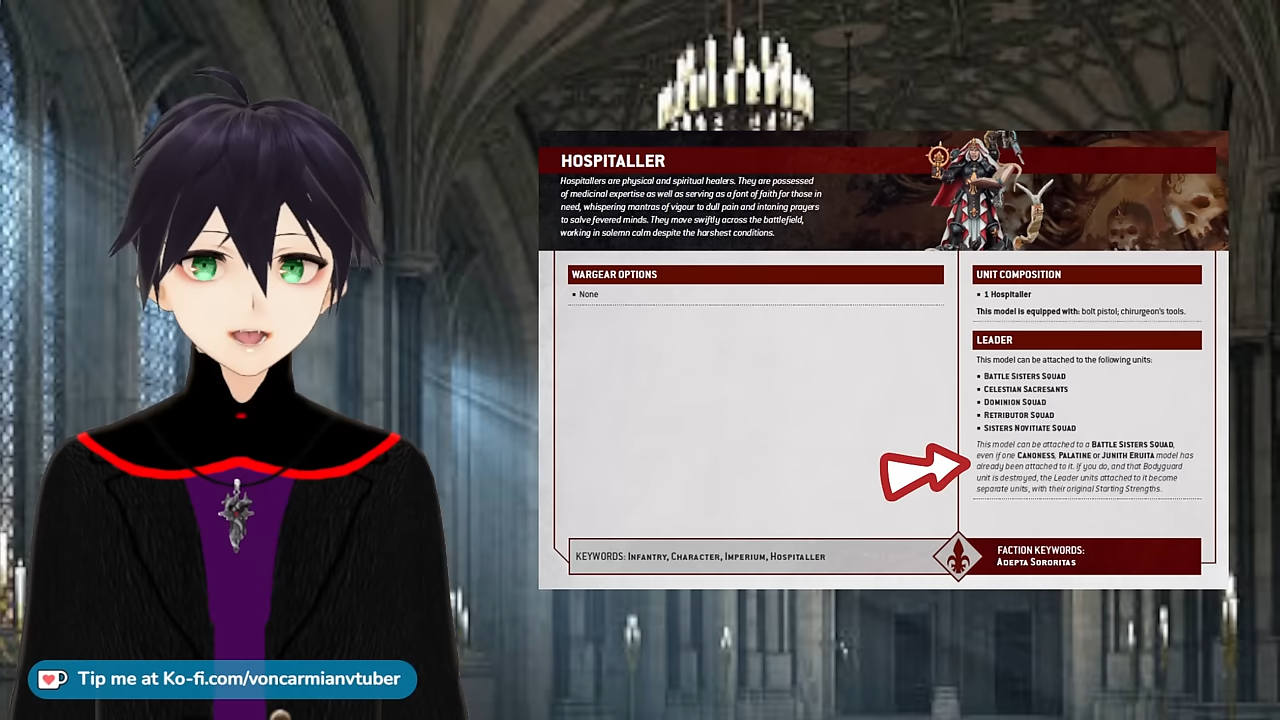 HOSPITALLER
Hospitallers are physical and spiritual healers. They are possessed
of medicinal expertise as well as serving as a font of faith for those in
need, whispering mantras of vigour to dull pain and intoning prayers
to salve fevered minds. They move swiftly across the battlefield,
working in solemn calm despite the harshest conditions.
WARGEAR OPTIONS
▪ None
UNIT COMPOSITION
▪ 1 Hospitaller
This model is equipped with: bolt pistol; chirurgeon's tools.
LEADER
This model can be attached to the following units:
▪ BATTLE SISTERS SQUAD
▪ CELESTIAN SACRESANTS
▪ DOMINION SQUAD
▪ RETRIBUTOR SQUAD
▪ SISTERS NOVITIATE SQUAD
This model can be attached to a BATTLE SISTERS SQUAD,
even if one CANONESS, PALATINE or JUNITH ERUITA model has
already been attached to it. If you do, and that Bodyguard
unit is destroyed, the Leader units attached to it become
separate units, with their original Starting Strengths.
KEYWORDS: INFANTRY, CHARACTER, IMPERIUM, HOSPITALLER
FACTION KEYWORDS:
ADEPTA SORORITAS
Tip me at Ko-fi.com/voncarmianvtuber